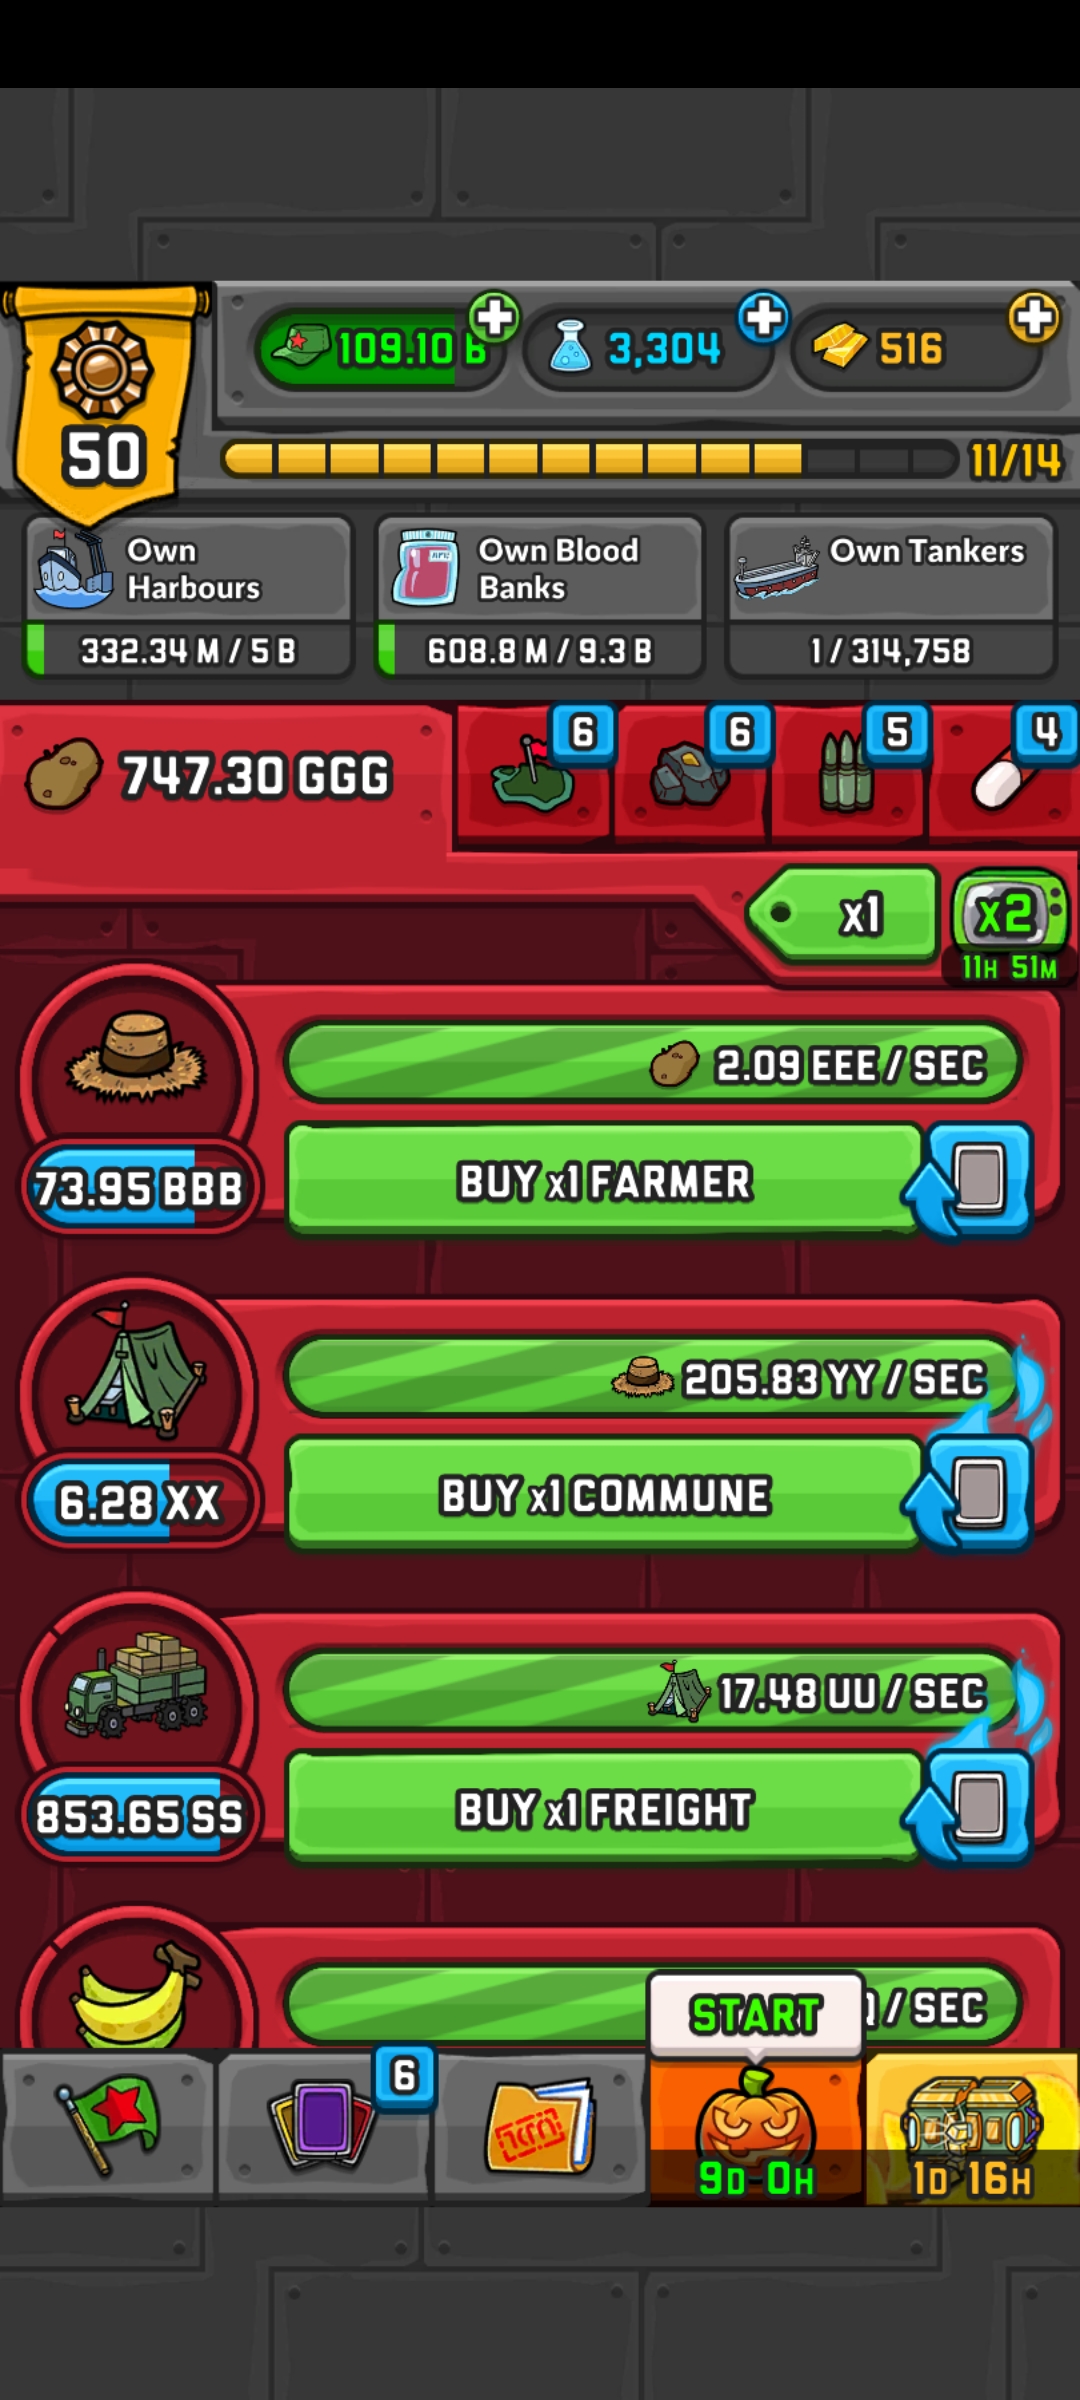 109.10 B
3,304
516
50
11/14
Own
Harbours
332.34 M / 5 B
Own Blood
Banks
608.8 M / 9.3 B
Own Tankers
1 / 314,758
747.30 GGG
6
6
5
4
x1
x2
11H 51M
2.09 EEE / SEC
73.95 BBB
BUY x1 FARMER
205.83 YY / SEC
6.28 XX
BUY x1 COMMUNE
17.48 UU / SEC
853.65 SS
BUY x1 FREIGHT
/ SEC
START
6
9D 0H
1D 16H